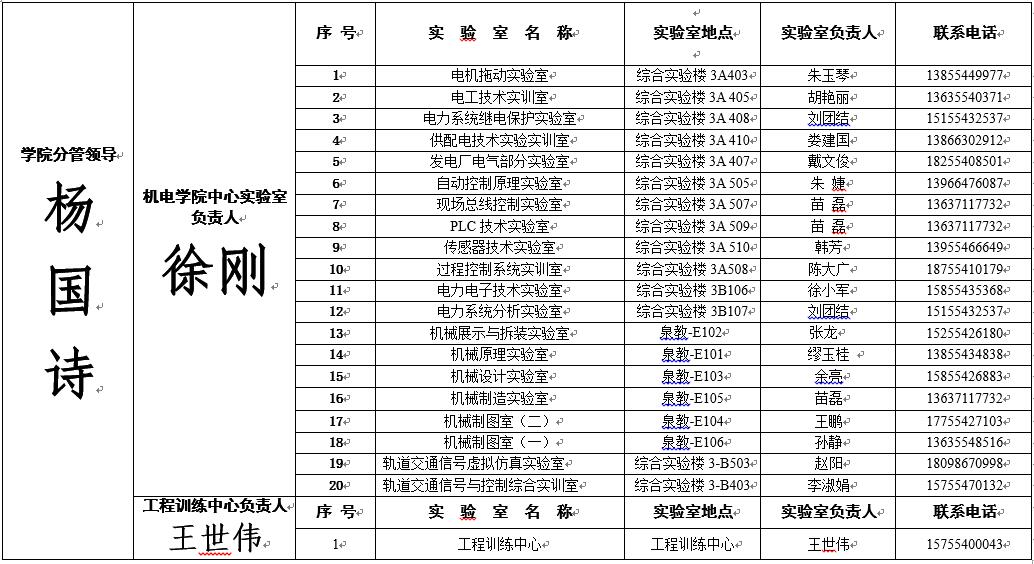 学院分管领导
杨
国
诗
机电学院中心实验室
负责人
徐刚
序 号 实 验 室 名 称 实验室地点 实验室负责人 联系电话
1 电机拖动实验室 综合实验楼 3A403 朱玉琴 13855449977
2 电工技术实训室 综合实验楼 3A 405 胡艳丽 13635540371
3 电力系统继电保护实验室 综合实验楼 3A 408 刘团结 15155432537
4 供配电技术实验实训室 综合实验楼 3A 410 娄建国 13866302912
5 发电厂电气部分实验室 综合实验楼 3A 407 戴文俊 18255408501
6 自动控制原理实验室 综合实验楼 3A 505 朱 婕 13966476087
7 现场总线控制实验室 综合实验楼 3A 507 苗 磊 13637117732
8 PLC 技术实验室 综合实验楼 3A 509 苗 磊 13637117732
9 传感器技术实验室 综合实验楼 3A 510 韩芳 13955466649
10 过程控制系统实训室 综合实验楼 3A508 陈大广 18755410179
11 电力电子技术实验室 综合实验楼 3B106 徐小军 15855435368
12 电力系统分析实验室 综合实验楼 3B107 刘团结 15155432537
13 机械展示与拆装实验室 泉教-E102 张龙 15255426180
14 机械原理实验室 泉教-E101 缪玉桂 13855434838
15 机械设计实验室 泉教-E103 余亮 15855426883
16 机械制造实验室 泉教-E105 苗磊 13637117732
17 机械制图室（二） 泉教-E104 王鹏 17755427103
18 机械制图室（一） 泉教-E106 孙静 13635548516
19 轨道交通信号虚拟仿真实验室 综合实验楼 3-B503 赵阳 18098670998
20 轨道交通信号与控制综合实训室 综合实验楼 3-B403 李淑娟 15755470132
工程训练中心负责人
王世伟
序 号 实 验 室 名 称 实验室地点 实验室负责人 联系电话
1 工程训练中心 工程训练中心 王世伟 15755400043